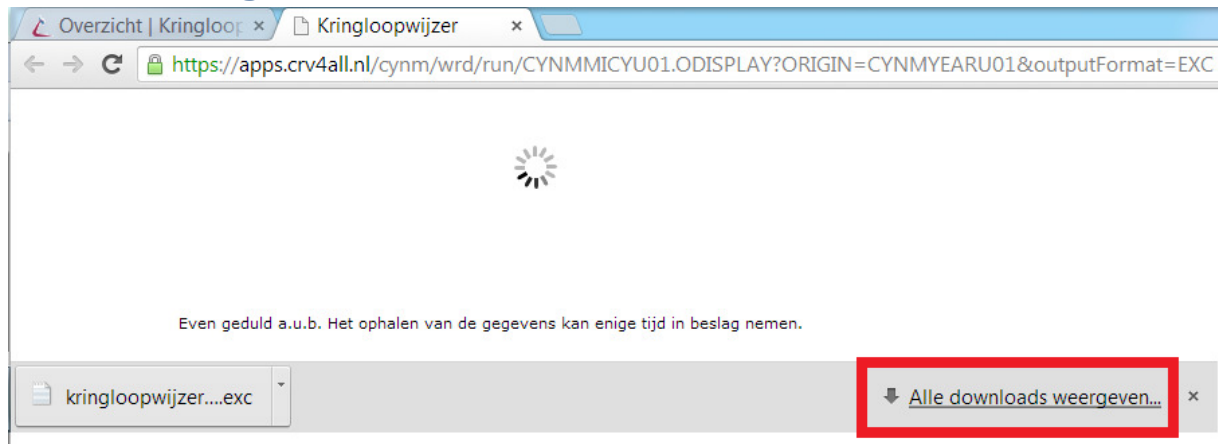 Overzicht | Kringloop × Kringloopwijzer ×
https://apps.crv4all.nl/cynm/wrd/run/CYNMMICYU01.ODISPLAY?ORIGIN=CYNMYEARU01&outputFormat=EXC
Even geduld a.u.b. Het ophalen van de gegevens kan enige tijd in beslag nemen.
kringloopwijzer....exc Alle downloads weergeven... ×